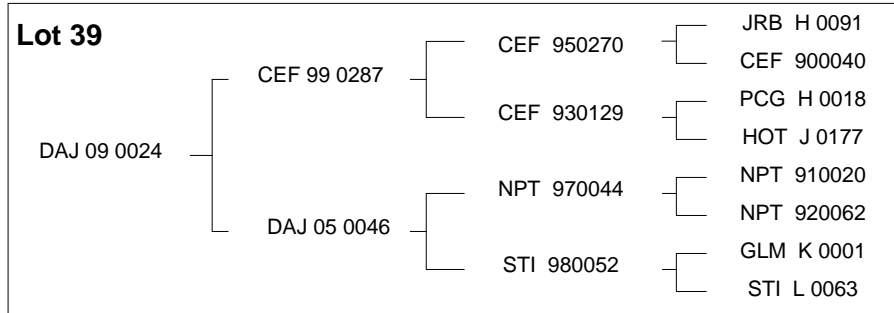 Lot 39
DAJ 09 0024
CEF 99 0287
DAJ 05 0046
CEF 950270
CEF 930129
NPT 970044
STI 980052
JRB H 0091
CEF 900040
PCG H 0018
HOT J 0177
NPT 910020
NPT 920062
GLM K 0001
STI L 0063